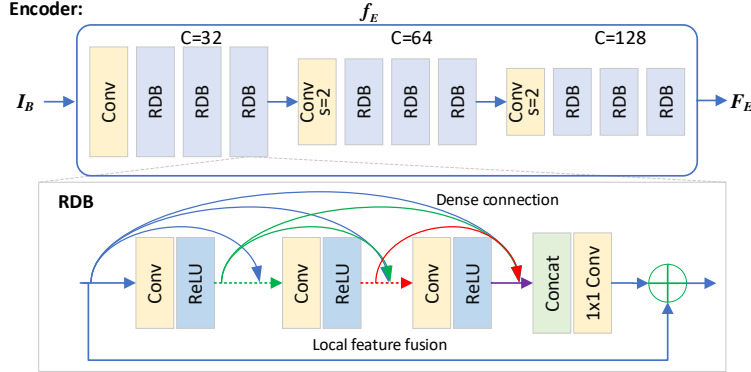 Encoder:
f_E
C=32
C=64
C=128
I_B
Conv
RDB
RDB
RDB
Conv
s=2
RDB
RDB
RDB
Conv
s=2
RDB
RDB
RDB
F_E
RDB
Dense connection
Conv
ReLU
Conv
ReLU
Conv
ReLU
Concat
1x1 Conv
Local feature fusion